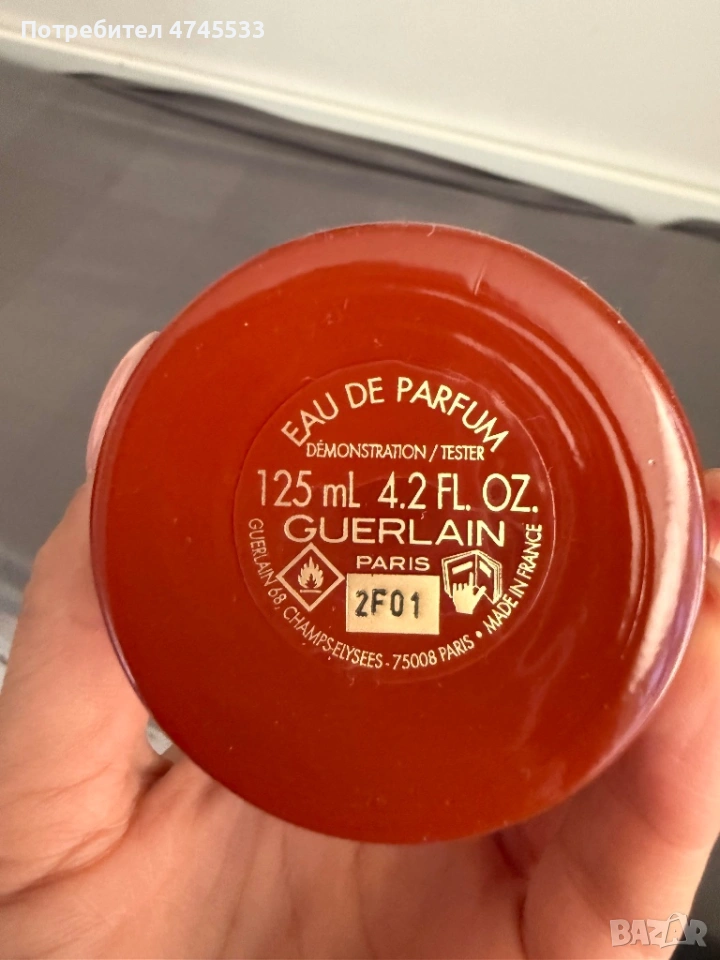 Потребител 4745533
EAU DE PARFUM
DÉMONSTRATION / TESTER
125 mL 4.2 FL. OZ.
GUERLAIN
PARIS
2F01
GUERLAIN 68, CHAMPS-ELYSEES - 75008 PARIS • MADE IN FRANCE
BAZAR